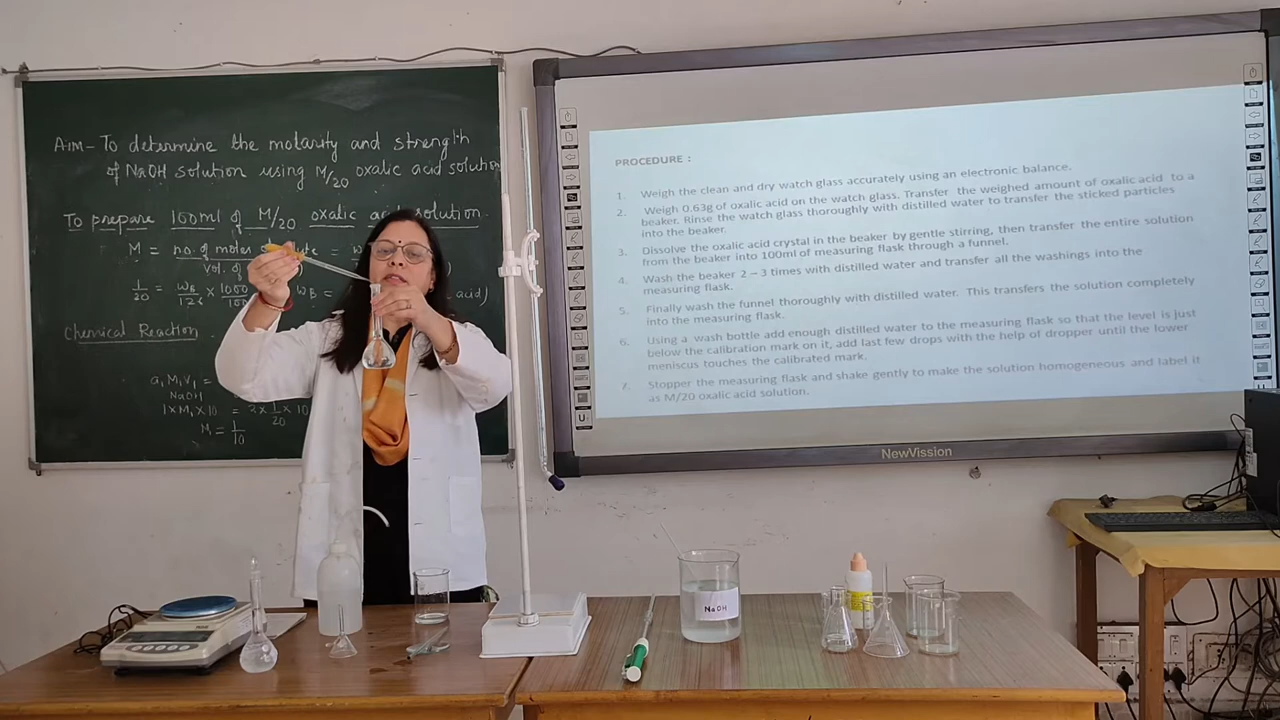 AIM - To determine the molarity and strength
of NaOH solution using M/20 oxalic acid solution
To prepare 100ml of M/20 oxalic acid solution
M = no. of moles
Vol. of
1/20 = WB/126 × 1000/100 WB = acid)
Chemical Reaction
a₁M₁V₁ =
NaOH
1×M₁×10 = 2×1/20×10
M₁ = 1/10
PROCEDURE :
1. Weigh the clean and dry watch glass accurately using an electronic balance.
2. Weigh 0.63g of oxalic acid on the watch glass. Transfer the weighed amount of oxalic acid to a
beaker. Rinse the watch glass thoroughly with distilled water to transfer the sticked particles
into the beaker.
3. Dissolve the oxalic acid crystal in the beaker by gentle stirring, then transfer the entire solution
from the beaker into 100ml of measuring flask through a funnel.
4. Wash the beaker 2 – 3 times with distilled water and transfer all the washings into the
measuring flask.
5. Finally wash the funnel thoroughly with distilled water. This transfers the solution completely
into the measuring flask.
6. Using a wash bottle add enough distilled water to the measuring flask so that the level is just
below the calibration mark on it, add last few drops with the help of dropper until the lower
meniscus touches the calibrated mark.
7. Stopper the measuring flask and shake gently to make the solution homogeneous and label it
as M/20 oxalic acid solution.
NewVission
NaOH